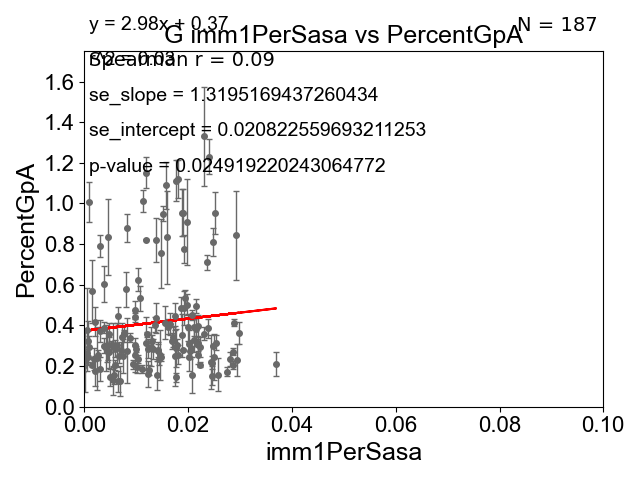 y = 2.98x + 0.37
N = 187
G imm1PerSasa vs PercentGpA
Spearman r = 0.09
se_slope = 1.3195169437260434
se_intercept = 0.020822559693211253
p-value = 0.024919220243064772
PercentGpA
1.6
1.4
1.2
1.0
0.8
0.6
0.4
0.2
0.0
0.00 0.02 0.04 0.06 0.08 0.10
imm1PerSasa